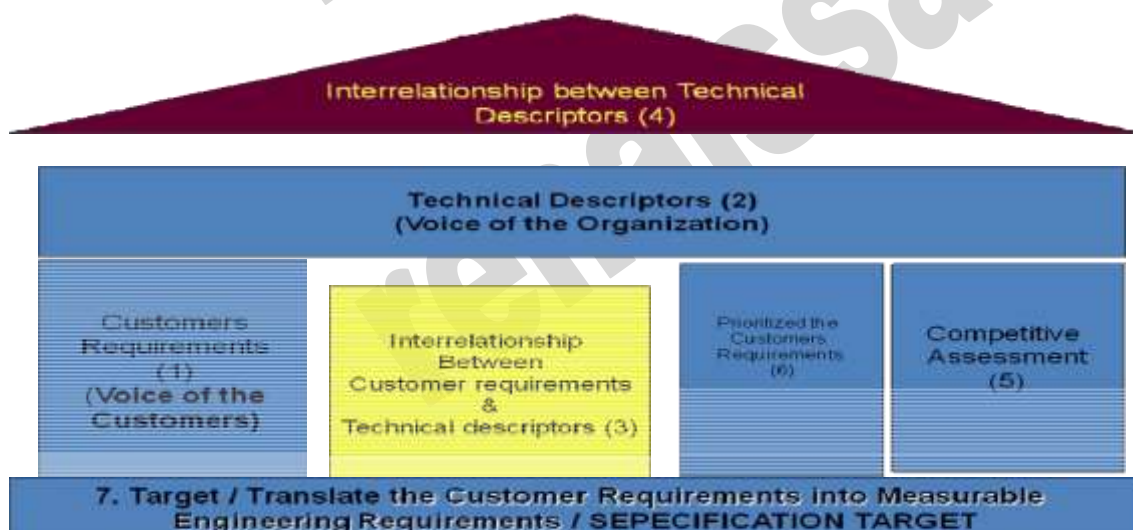 Interrelationship between Technical
Descriptors (4)
Technical Descriptors (2)
(Voice of the Organization)
Customers
Requirements
(1)
(Voice of the
Customers)
Interrelationship
Between
Customer requirements
&
Technical descriptors (3)
Prioritized the
Customers
Requirements
(6)
Competitive
Assessment
(5)
7. Target / Translate the Customer Requirements into Measurable
Engineering Requirements / SEPECIFICATION TARGET